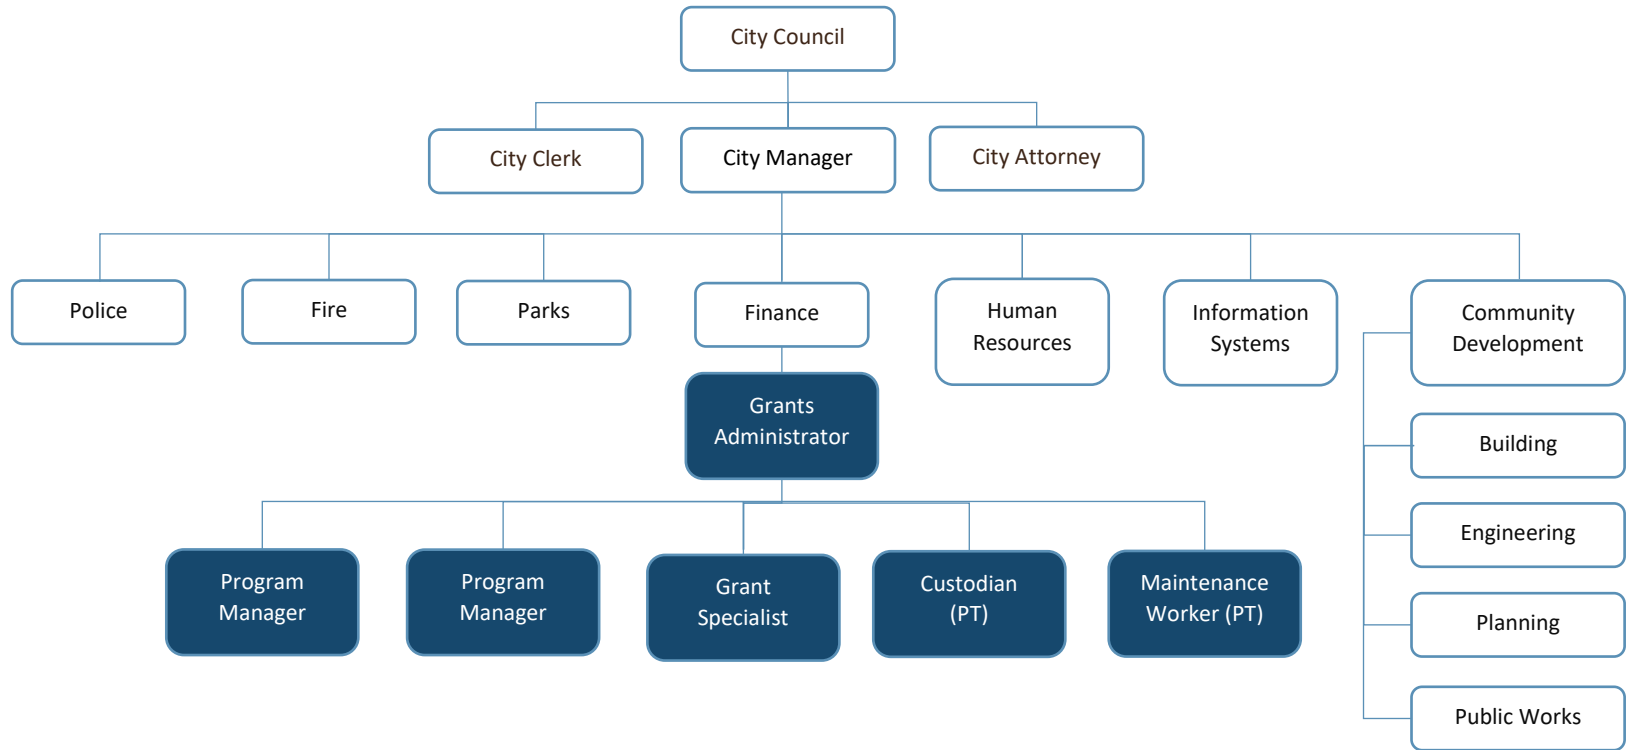 City Council
City Clerk
City Manager
City Attorney
Police
Fire
Parks
Finance
Human
Resources
Information
Systems
Community
Development
Grants
Administrator
Building
Engineering
Program
Manager
Program
Manager
Grant
Specialist
Custodian
(PT)
Maintenance
Worker (PT)
Planning
Public Works